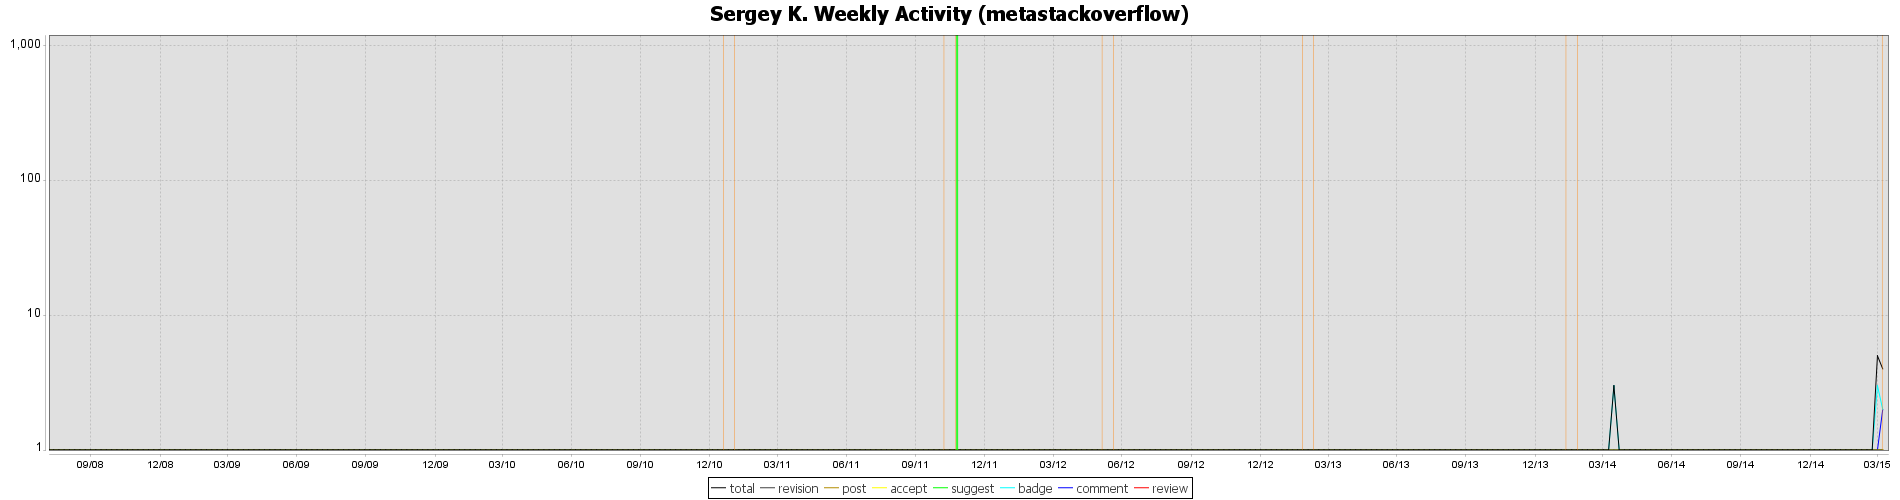 Sergey K. Weekly Activity (metastackoverflow)
1,000
100
10
1
09/08 12/08 03/09 06/09 09/09 12/09 03/10 06/10 09/10 12/10 03/11 06/11 09/11 12/11 03/12 06/12 09/12 12/12 03/13 06/13 09/13 12/13 03/14 06/14 09/14 12/14 03/15
total revision post accept suggest badge comment review